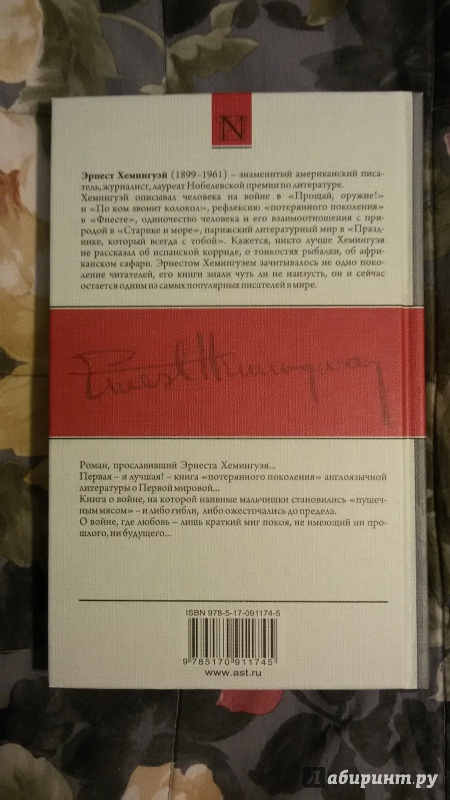 N
Эрнест Хемингуэй (1899–1961) – знаменитый американский писа-
тель, журналист, лауреат Нобелевской премии по литературе.
Хемингуэй описывал человека на войне в «Прощай, оружие!»
и «По ком звонит колокол», рефлексию «потерянного поколения»
в «Фиесте», одиночество человека и его взаимоотношения с при-
родой в «Старике и море», парижский литературный мир в «Празд-
нике, который всегда с тобой». Кажется, никто лучше Хемингуэя
не рассказал об испанской корриде, о тонкостях рыбалки, об аф-
риканском сафари. Эрнестом Хемингуэем зачитывалось не одно поко-
ление читателей, его книги знали чуть ли не наизусть, он и сейчас
остается одним из самых популярных писателей в мире.
Ernest Hemingway
Роман, прославивший Эрнеста Хемингуэя...
Первая – и лучшая! – книга «потерянного поколения» англоязычной
литературы о Первой мировой...
Книга о войне, на которой наивные мальчишки становились «пушеч-
ным мясом» – и либо гибли, либо ожесточались до предела.
О войне, где любовь – лишь краткий миг покоя, не имеющий ни про-
шлого, ни будущего...
ISBN 978-5-17-091174-5
9 785170 911745
www.ast.ru
Лабиринт.ру